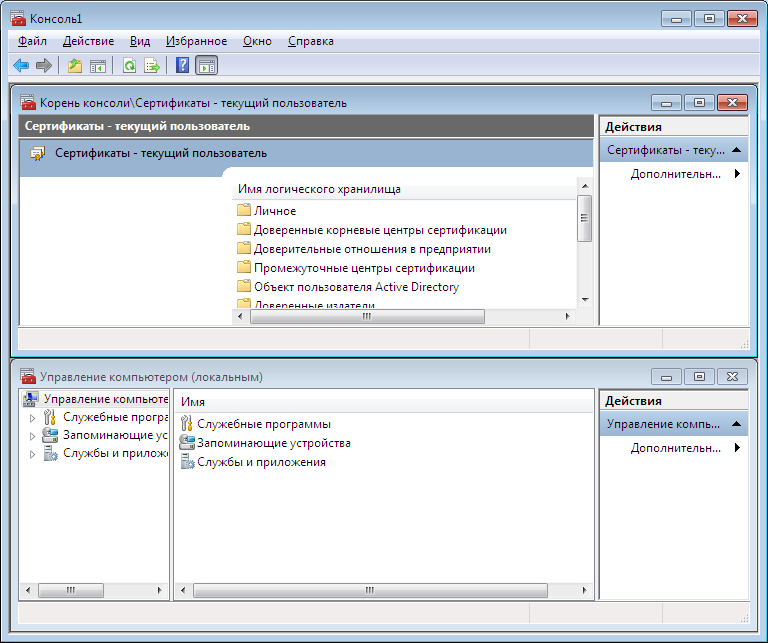 Консоль1
Файл Действие Вид Избранное Окно Справка
Корень консоли\Сертификаты - текущий пользователь
Сертификаты - текущий пользователь
Сертификаты - текущий пользователь
Имя логического хранилища
Личное
Доверенные корневые центры сертификации
Доверительные отношения в предприятии
Промежуточные центры сертификации
Объект пользователя Active Directory
Доверенные издатели
Действия
Сертификаты - теку...
Дополнительн...
Управление компьютером (локальным)
Управление компьюте
Служебные програ
Запоминающие ус
Службы и прилож
Имя
Служебные программы
Запоминающие устройства
Службы и приложения
Действия
Управление компь...
Дополнительн...